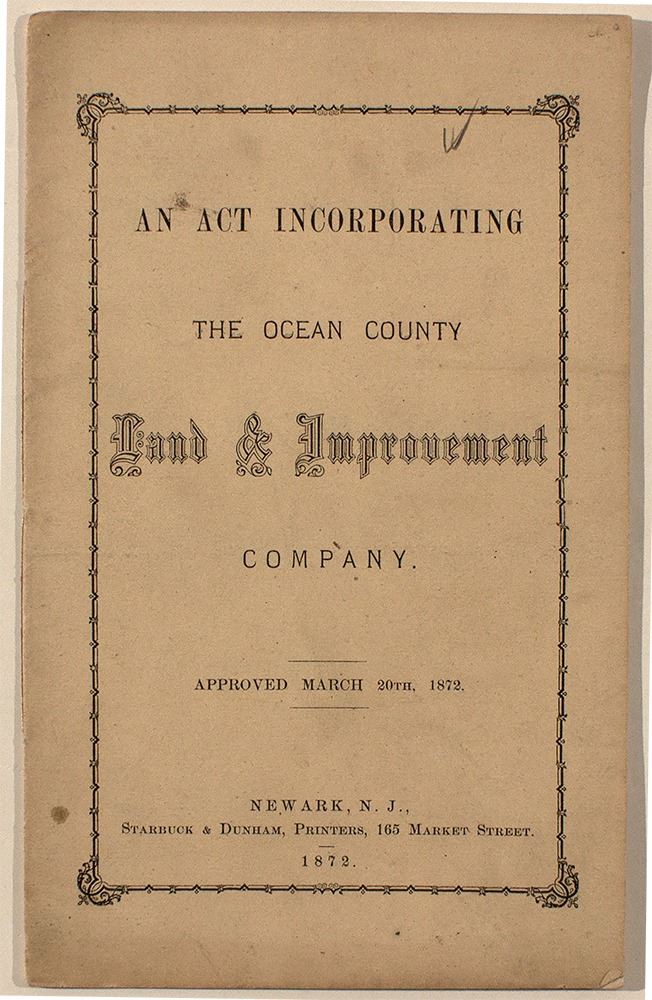 AN ACT INCORPORATING
THE OCEAN COUNTY
Land & Improvement
COMPANY.
APPROVED MARCH 20TH, 1872.
NEWARK, N. J.,
STARBUCK & DUNHAM, PRINTERS, 165 MARKET STREET.
1872.